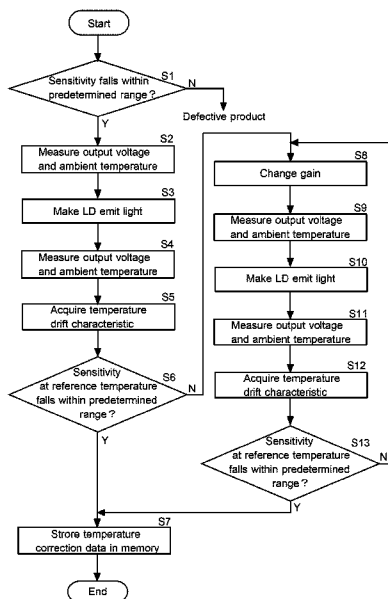 Start
S1
Sensitivity falls within
predetermined range?
N
Defective product
Y
S2
Measure output voltage
and ambient temperature
S3
Make LD emit light
S4
Measure output voltage
and ambient temperature
S5
Acquire temperature
drift characteristic
S6
Sensitivity
at reference temperature
falls within predetermined
range?
N
Y
S7
Strore temperature
correction data in memory
End
S8
Change gain
S9
Measure output voltage
and ambient temperature
S10
Make LD emit light
S11
Measure output voltage
and ambient temperature
S12
Acquire temperature
drift characteristic
S13
Sensitivity
at reference temperature
falls within predetermined
range?
N
Y